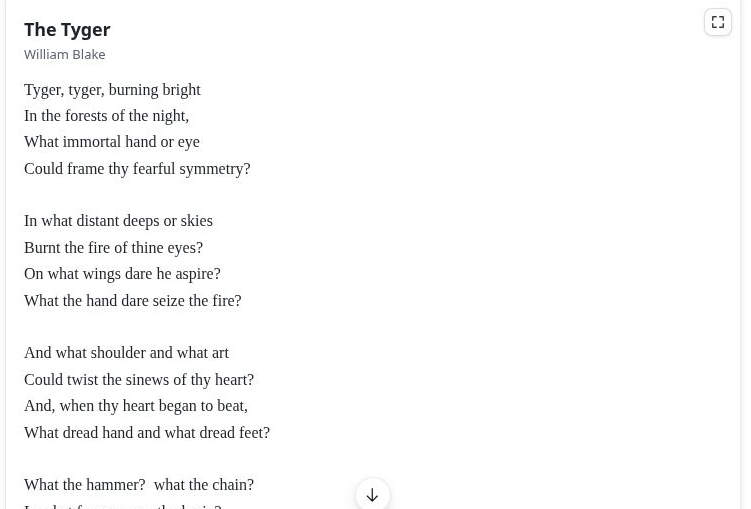 The Tyger
William Blake
Tyger, tyger, burning bright
In the forests of the night,
What immortal hand or eye
Could frame thy fearful symmetry?
In what distant deeps or skies
Burnt the fire of thine eyes?
On what wings dare he aspire?
What the hand dare seize the fire?
And what shoulder and what art
Could twist the sinews of thy heart?
And, when thy heart began to beat,
What dread hand and what dread feet?
What the hammer?  what the chain?